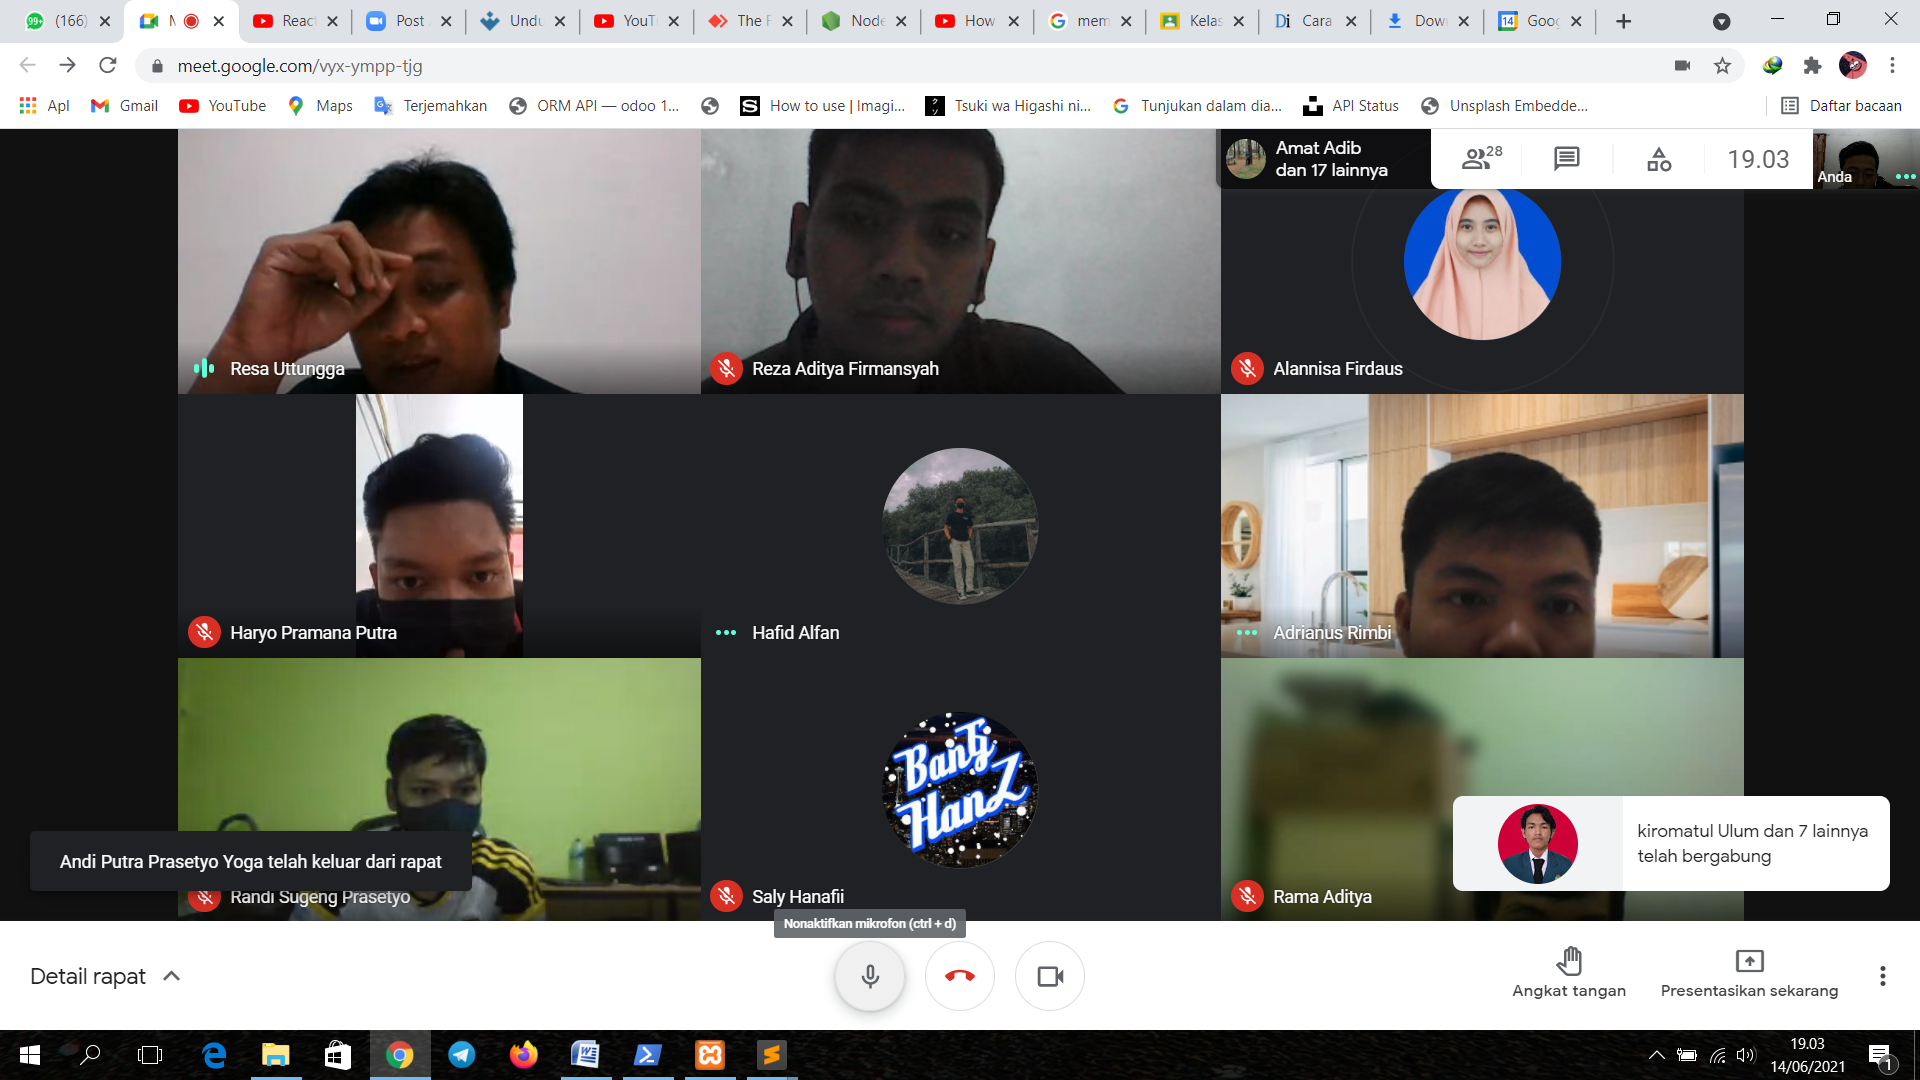 (166)
M
Reac
Post
Undu
YouT
The F
Node
How
mem
Kelas
Di
Cara
Dow
14
Goog
meet.google.com/vyx-ympp-tjg
Apl
Gmail
YouTube
Maps
Terjemahkan
ORM API — odoo 1...
How to use | Imagi...
Tsuki wa Higashi ni...
Tunjukan dalam dia...
API Status
Unsplash Embedde...
Daftar bacaan
Amat Adib
dan 17 lainnya
28
19.03
Anda
Resa Uttungga
Reza Aditya Firmansyah
Alannisa Firdaus
Haryo Pramana Putra
Hafid Alfan
Adrianus Rimbi
Bang
HanZ
kiromatul Ulum dan 7 lainnya
telah bergabung
Andi Putra Prasetyo Yoga telah keluar dari rapat
Randi Sugeng Prasetyo
Saly Hanafii
Rama Aditya
Nonaktifkan mikrofon (ctrl + d)
Detail rapat
Angkat tangan
Presentasikan sekarang
19.03
14/06/2021
1